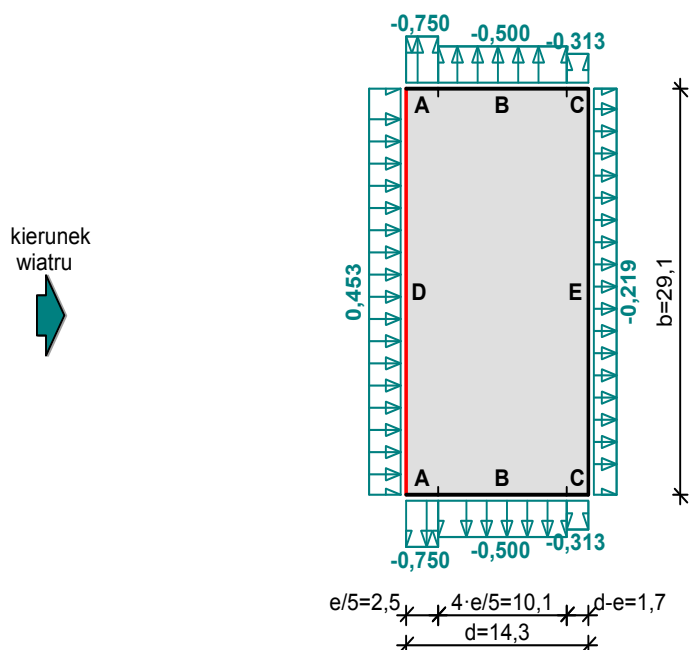 -0,750
-0,500
-0,313
A B C
kierunek
wiatru
0,453
D E
-0,219
b=29,1
A B C
-0,750
-0,500
-0,313
e/5=2,5 4·e/5=10,1 d-e=1,7
d=14,3